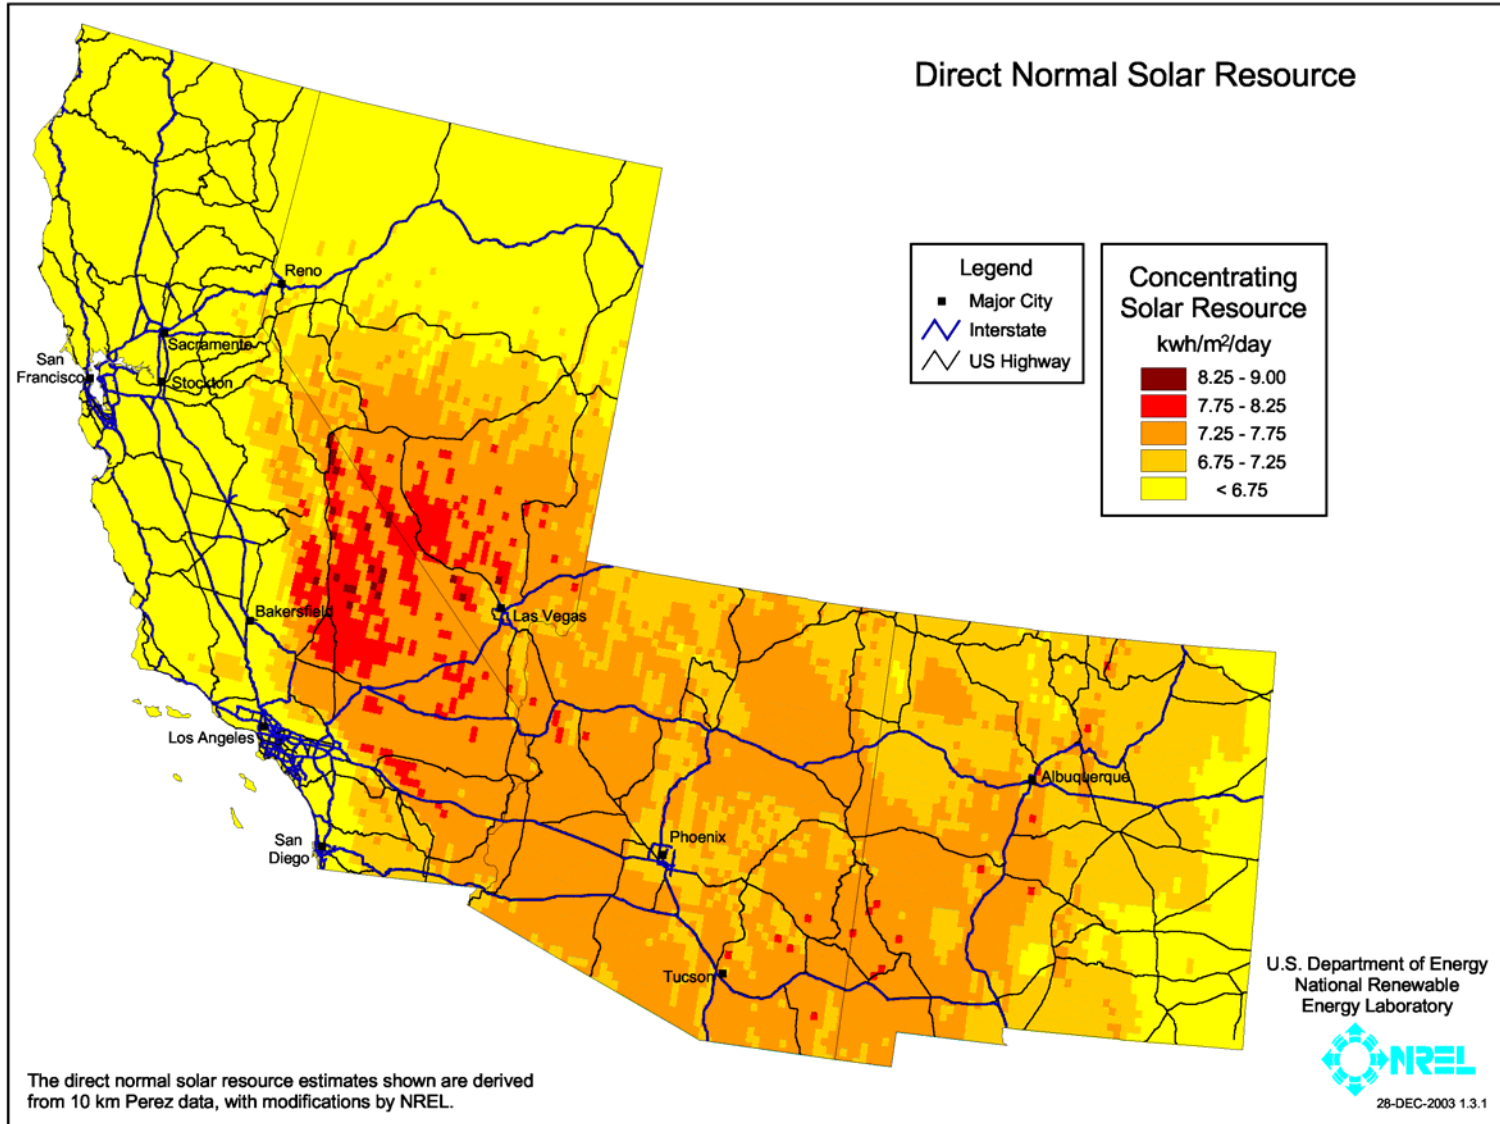 Direct Normal Solar Resource
Legend
Major City
Interstate
US Highway
Concentrating
Solar Resource
kwh/m²/day
8.25 - 9.00
7.75 - 8.25
7.25 - 7.75
6.75 - 7.25
< 6.75
Reno
Sacramento
San
Francisco
Stockton
Bakersfield
Las Vegas
Los Angeles
Albuquerque
San
Diego
Phoenix
Tucson
U.S. Department of Energy
National Renewable
Energy Laboratory
NREL
28-DEC-2003 1.3.1
The direct normal solar resource estimates shown are derived
from 10 km Perez data, with modifications by NREL.